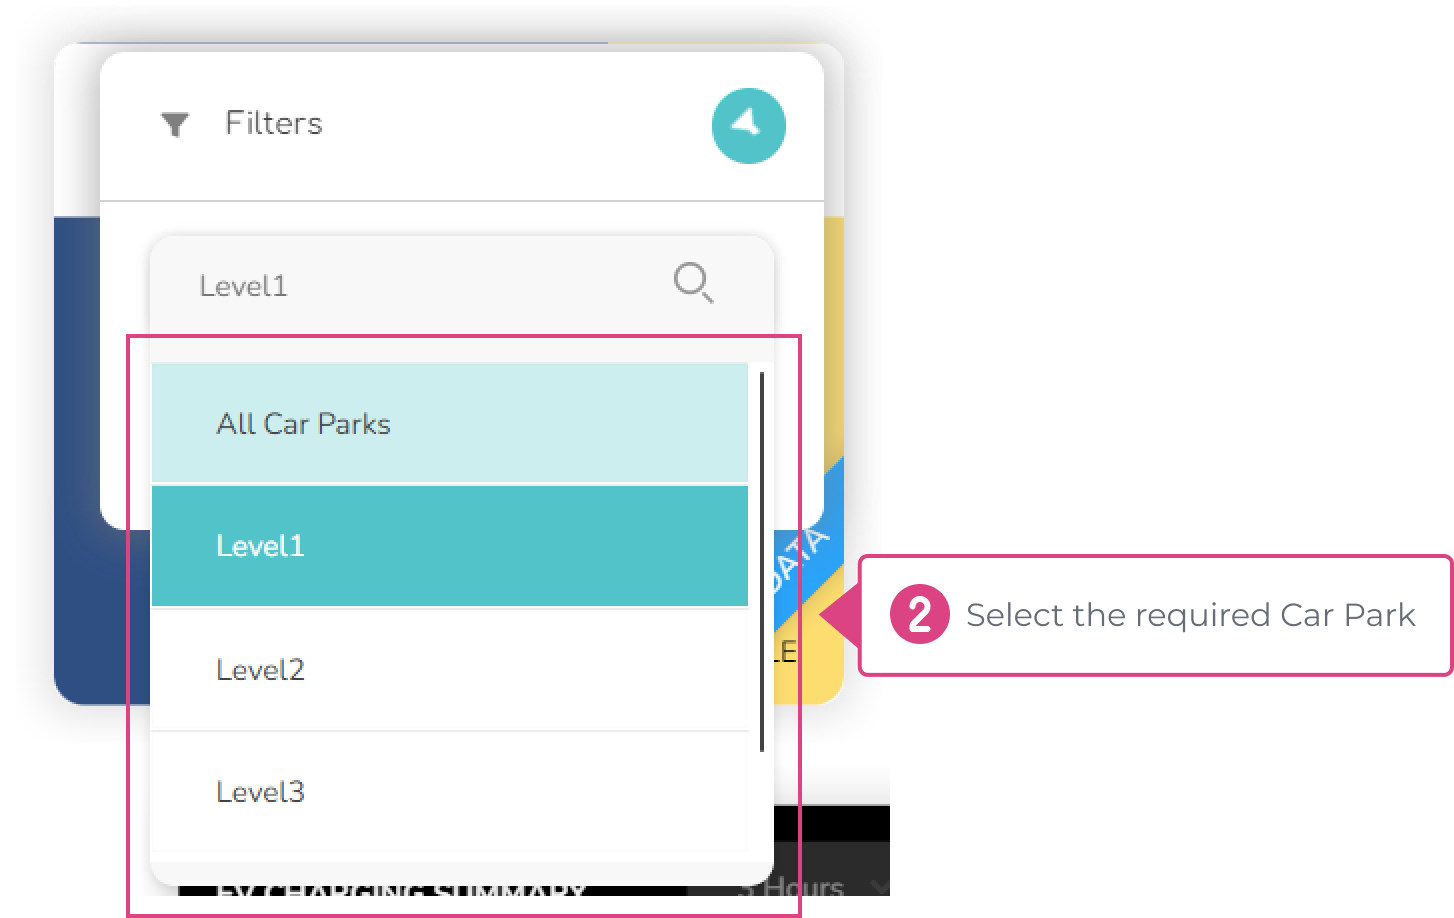 Filters
Level1
All Car Parks
Level1
DATA
2 Select the required Car Park
Level2
Level3
EV CHARGING SUMMARY
3 Hours